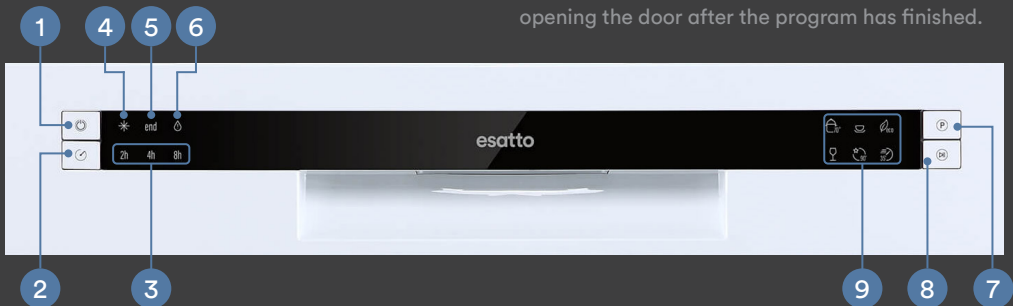 opening the door after the program has finished.
1 4 5 6
end
esatto
P
2h 4h 8h
2 3 9 8 7